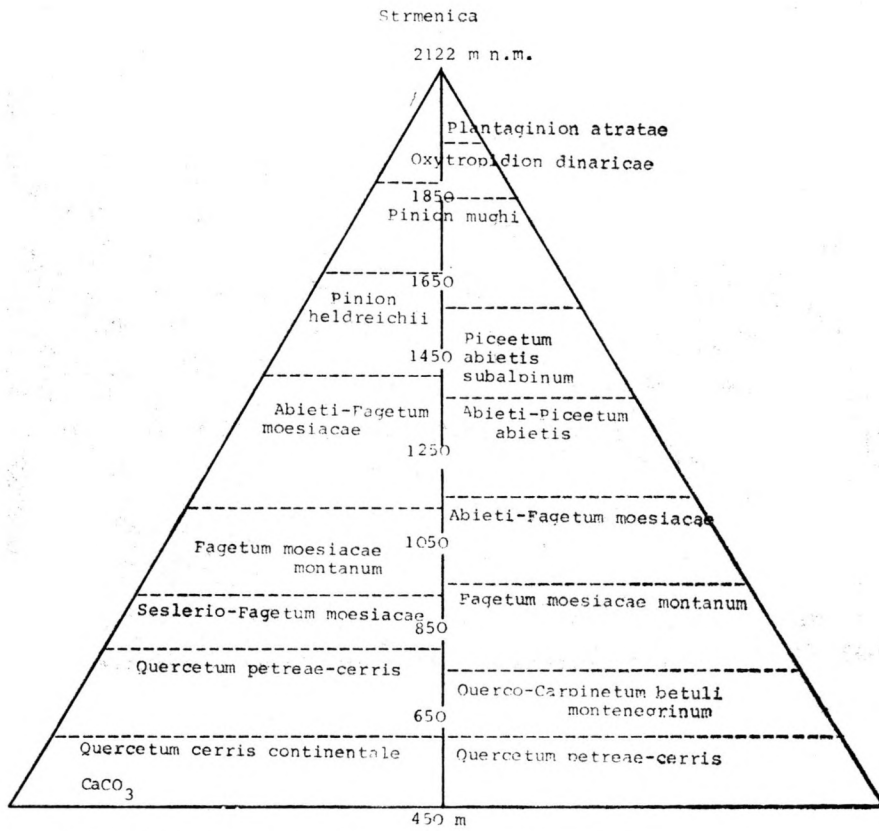 Strmenica
2122 m n.m.
Plantaginion atratae
Oxytropidion dinaricae
1850
Pinion mughi
1650
Pinion
heldreichii
Piceetum
abietis
subalpinum
1450
Abieti-Fagetum
moesiacae
Abieti-Piceetum
abietis
1250
Abieti-Fagetum moesiacae
1050
Fagetum moesiacae
montanum
Fagetum moesiacae montanum
Seslerio-Fagetum moesiacae
850
Quercetum petreae-cerris
Querco-Carpinetum betuli
montenegrinum
650
Quercetum cerris continentale
Quercetum petreae-cerris
CaCO3
450 m